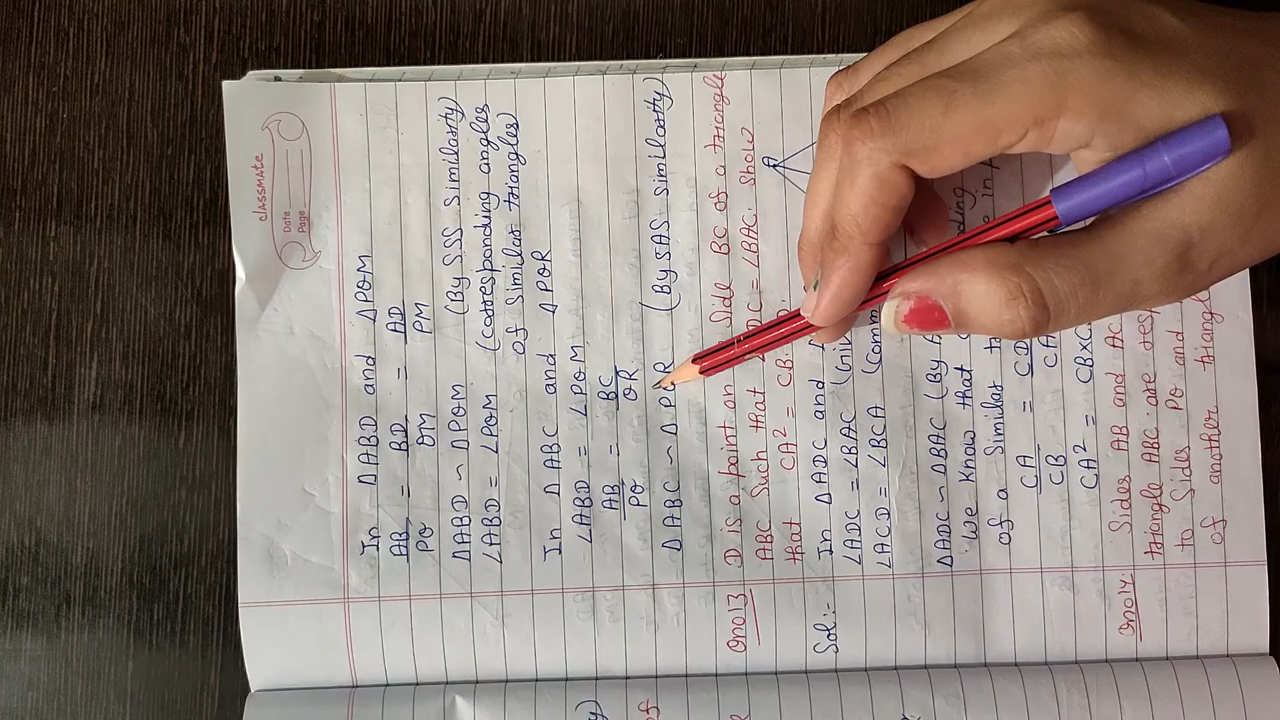 classmate
Date
Page
In ΔABD and ΔPQM
AB = BD = AD
PQ QM PM
ΔABD ~ ΔPQM (By SSS Similarity)
∠ABD = ∠PQM (corresponding angles
of Similar triangles)
In ΔABC and ΔPQR
∠ABD = ∠PQM
AB = BC
PQ QR
ΔABC ~ ΔPQR (By SAS similarity)
Qno13 D is a point on Side BC of a triangle
ABC Such that DC = ∠BAC. Show
that CA² = CB.
A
Sol:- In ΔADC and
∠ADC = ∠BAC
∠ACD = ∠BCA
ΔADC ~ ΔBAC (By
We know that
of a Similar
CA = CD
CB CA
CA² = CB×C
Qno14. Sides AB and AC
triangle ABC are
to Sides PQ and
of another